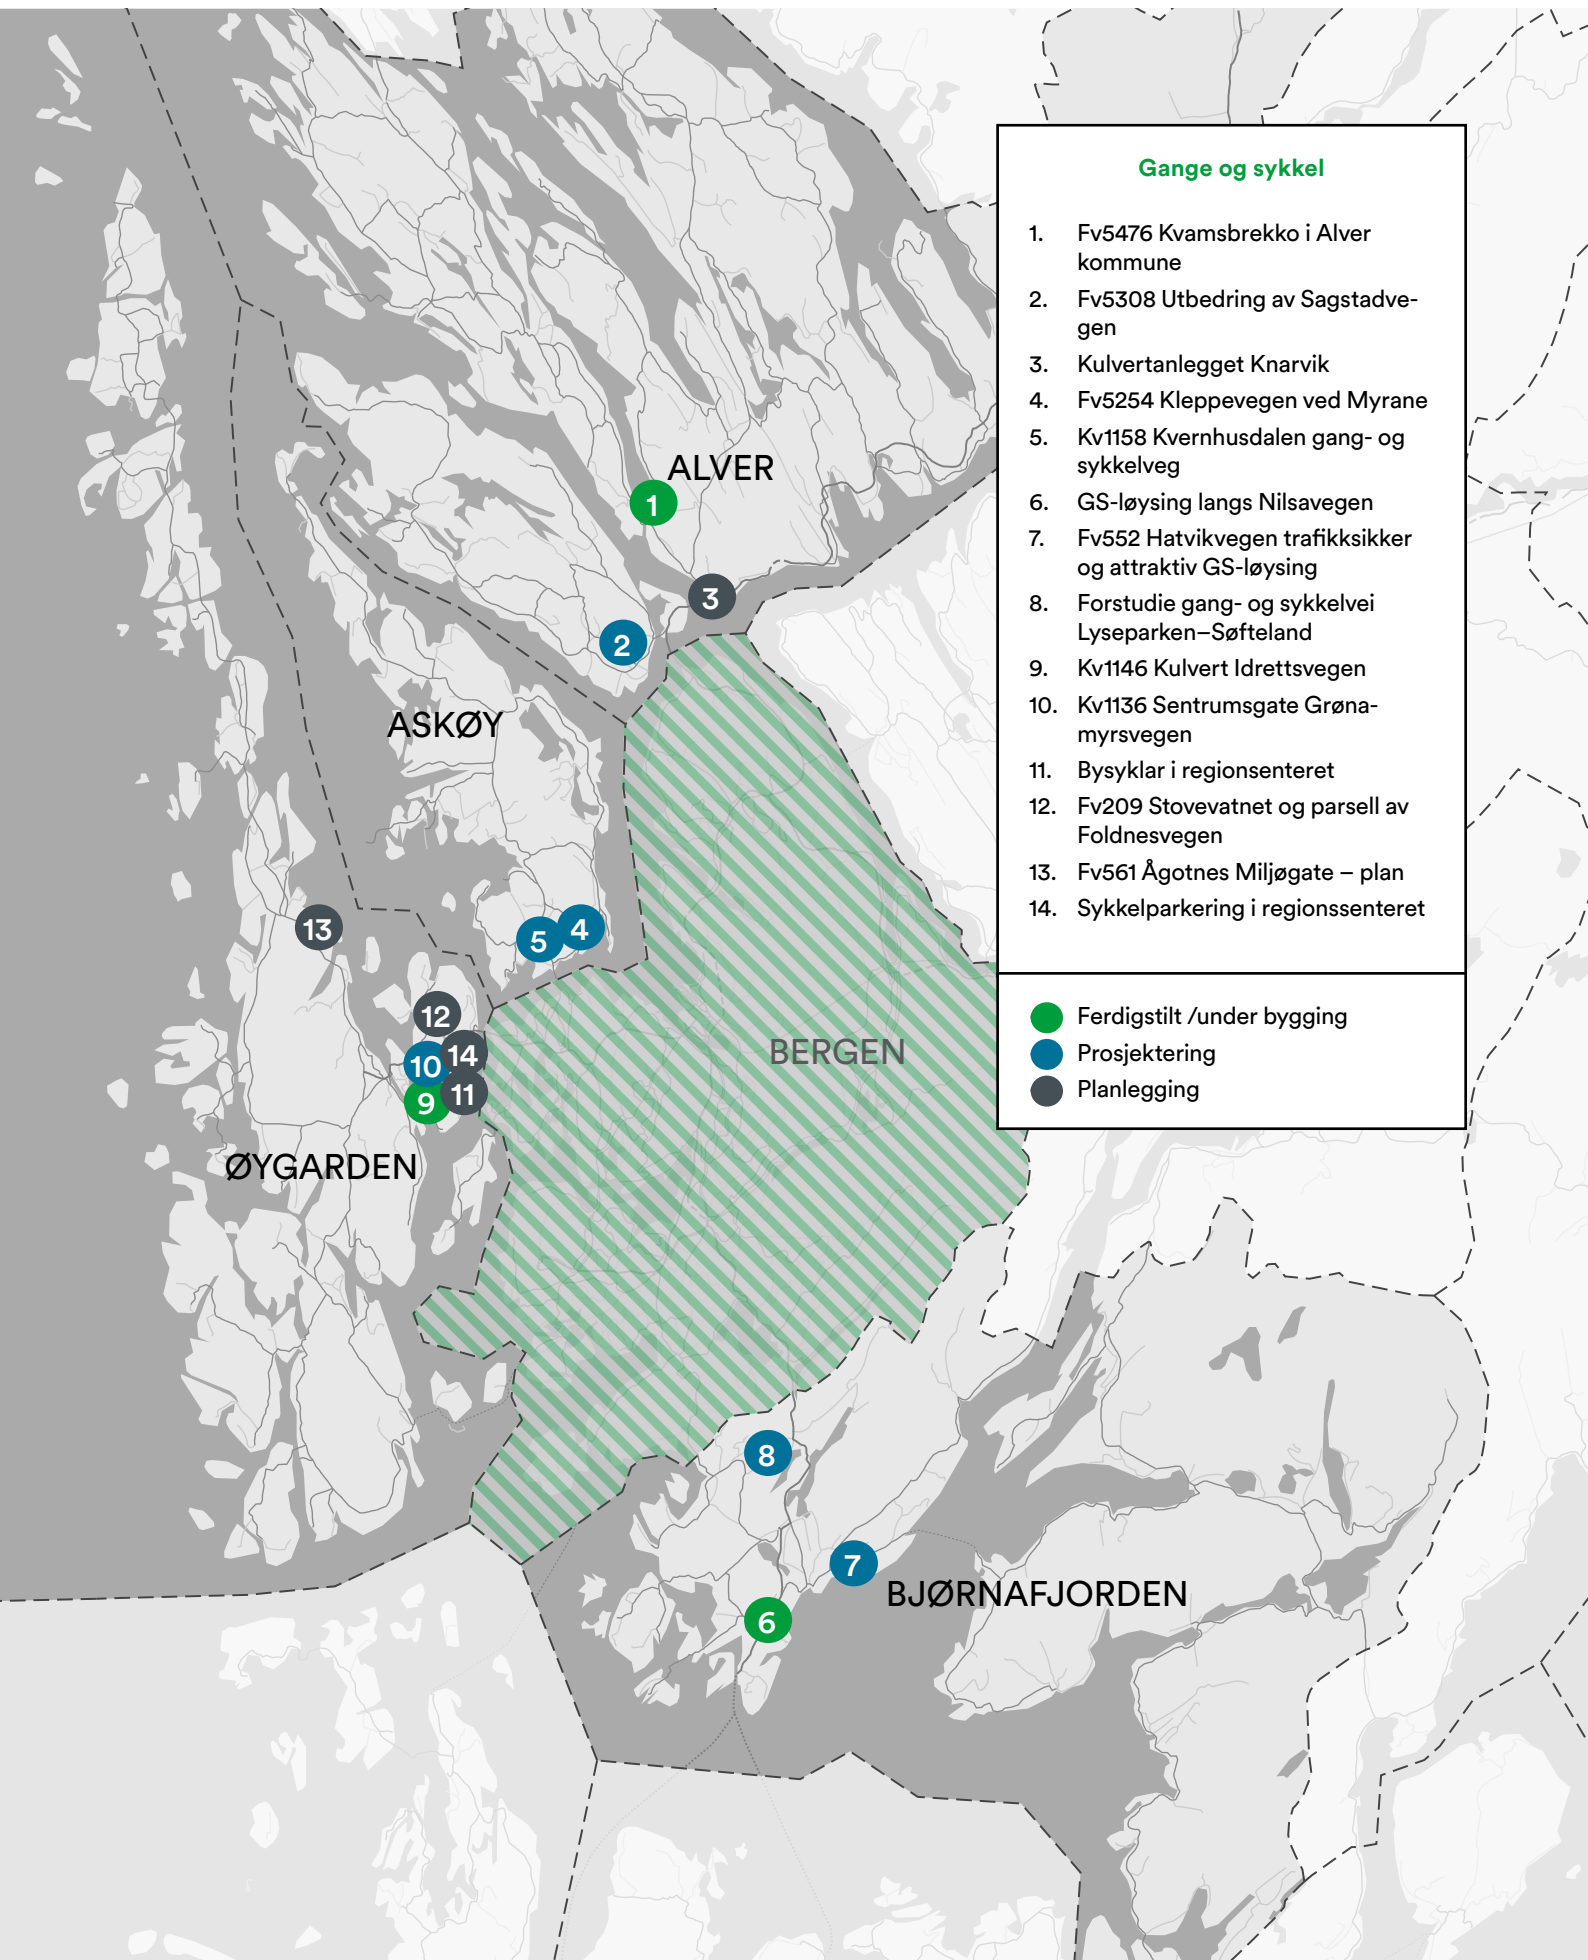 Gange og sykkel
1. Fv5476 Kvamsbrekko i Alver
kommune
2. Fv5308 Utbedring av Sagstadve-
gen
3. Kulvertanlegget Knarvik
4. Fv5254 Kleppevegen ved Myrane
5. Kv1158 Kvernhusdalen gang- og
sykkelveg
6. GS-løysing langs Nilsavegen
7. Fv552 Hatvikvegen trafikksikker
og attraktiv GS-løysing
8. Forstudie gang- og sykkelvei
Lyseparken–Søfteland
9. Kv1146 Kulvert Idrettsvegen
10. Kv1136 Sentrumsgate Grøna-
myrsvegen
11. Bysyklar i regionsenteret
12. Fv209 Stovevatnet og parsell av
Foldnesvegen
13. Fv561 Ågotnes Miljøgate – plan
14. Sykkelparkering i regionssenteret
Ferdigstilt /under bygging
Prosjektering
Planlegging
ALVER
1
3
2
ASKØY
13
5
4
12
14
10
11
9
BERGEN
ØYGARDEN
8
7
BJØRNAFJORDEN
6